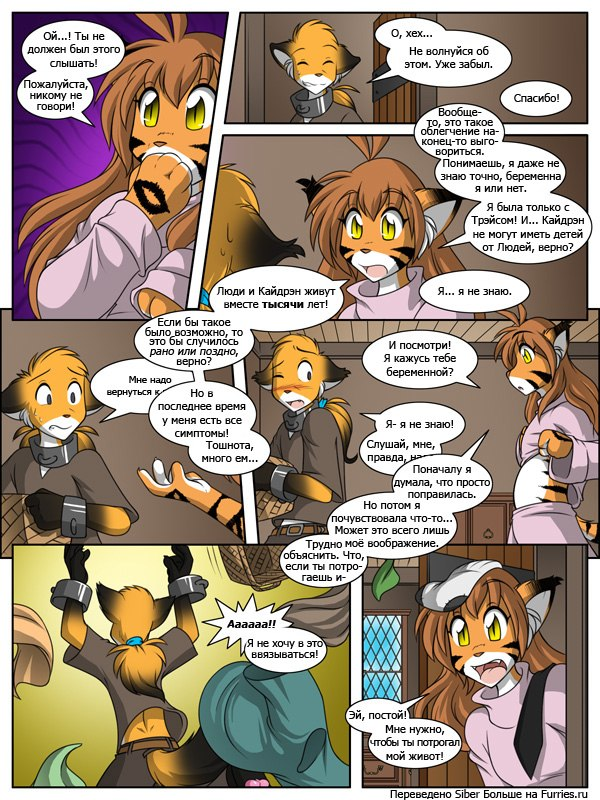 Ой...! Ты не
должен был этого
слышать!
Пожалуйста,
никому не
говори!
О, хех...
Не волнуйся об
этом. Уже забыл.
Спасибо!
Вообще-
то, это такое
облегчение на-
конец-то выго-
вориться.
Понимаешь, я даже не
знаю точно, беременна
я или нет.
Я была только с
Трэйсом! И... Кайдрэн
не могут иметь детей
от Людей, верно?
Я... я не знаю.
Люди и Кайдрэн живут
вместе тысячи лет!
Если бы такое
было возможно, то
это бы случилось
рано или поздно,
верно?
Мне надо
вернуться к
Но в
последнее время
у меня есть все
симптомы!
Тошнота,
много ем...
И посмотри!
Я кажусь тебе
беременной?
Я- я не знаю!
Слушай, мне,
правда,
Поначалу я
думала, что просто
поправилась.
Но потом я
почувствовала что-то...
Может это всего лишь
моё воображение.
Трудно
объяснить. Что,
если ты потро-
гаешь и-
Аааааа!!
Я не хочу в это
ввязываться!
Эй, постой!
Мне нужно,
чтобы ты потрогал
мой живот!
Переведено Siber Больше на Furries.ru